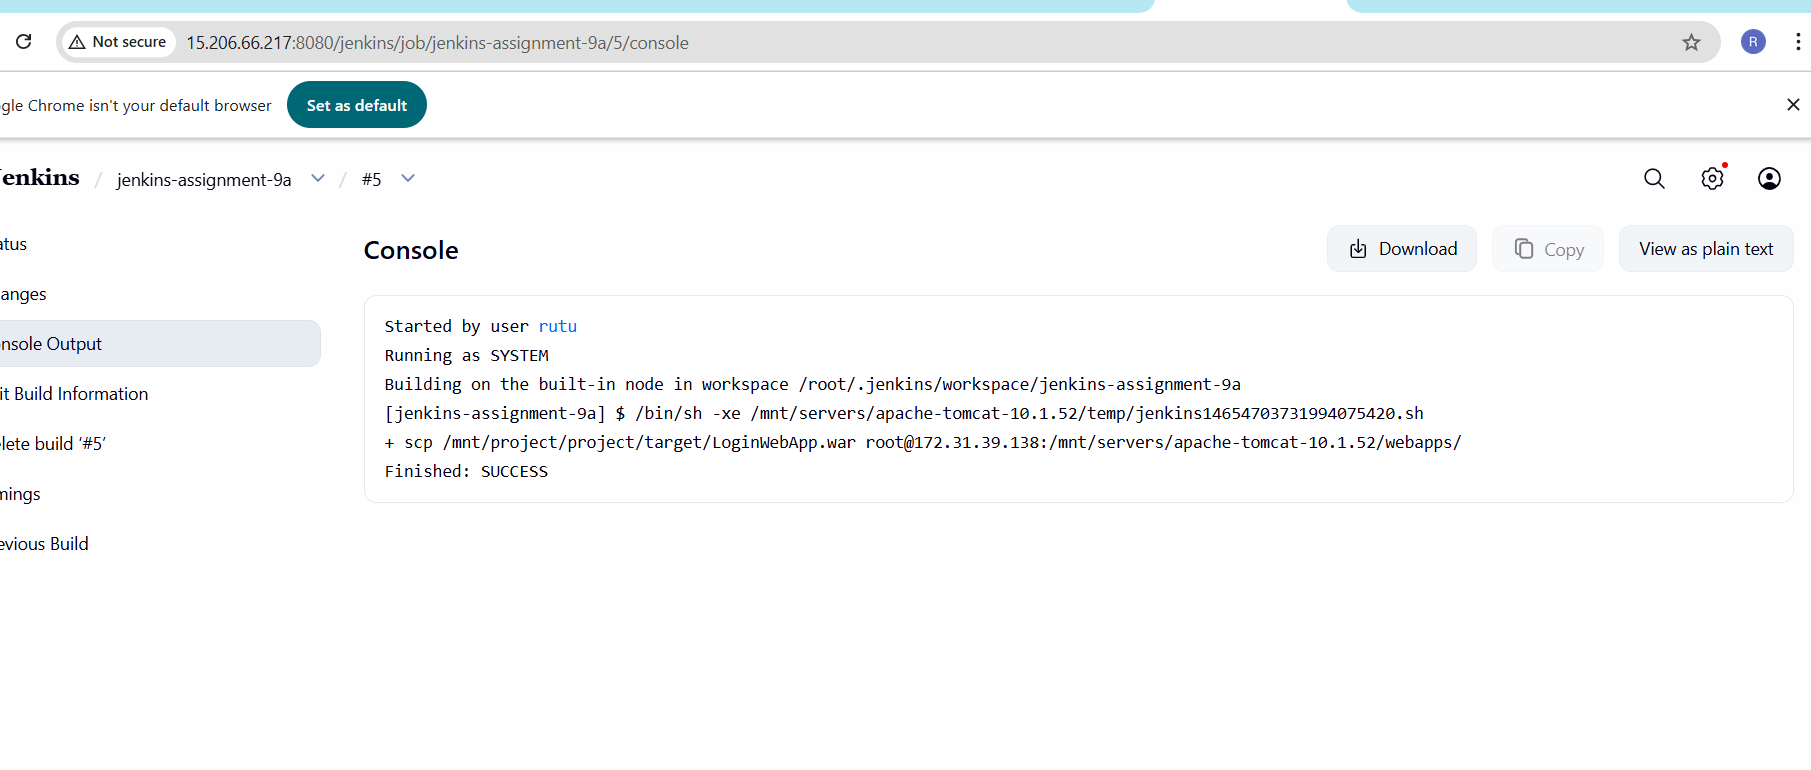 Not secure 15.206.66.217:8080/jenkins/job/jenkins-assignment-9a/5/console R
gle Chrome isn't your default browser Set as default
enkins / jenkins-assignment-9a / #5
atus
Console Download Copy View as plain text
anges
Started by user rutu
nsole Output
Running as SYSTEM
Building on the built-in node in workspace /root/.jenkins/workspace/jenkins-assignment-9a
it Build Information
[jenkins-assignment-9a] $ /bin/sh -xe /mnt/servers/apache-tomcat-10.1.52/temp/jenkins14654703731994075420.sh
+ scp /mnt/project/project/target/LoginWebApp.war root@172.31.39.138:/mnt/servers/apache-tomcat-10.1.52/webapps/
lete build ‘#5’
Finished: SUCCESS
mings
evious Build